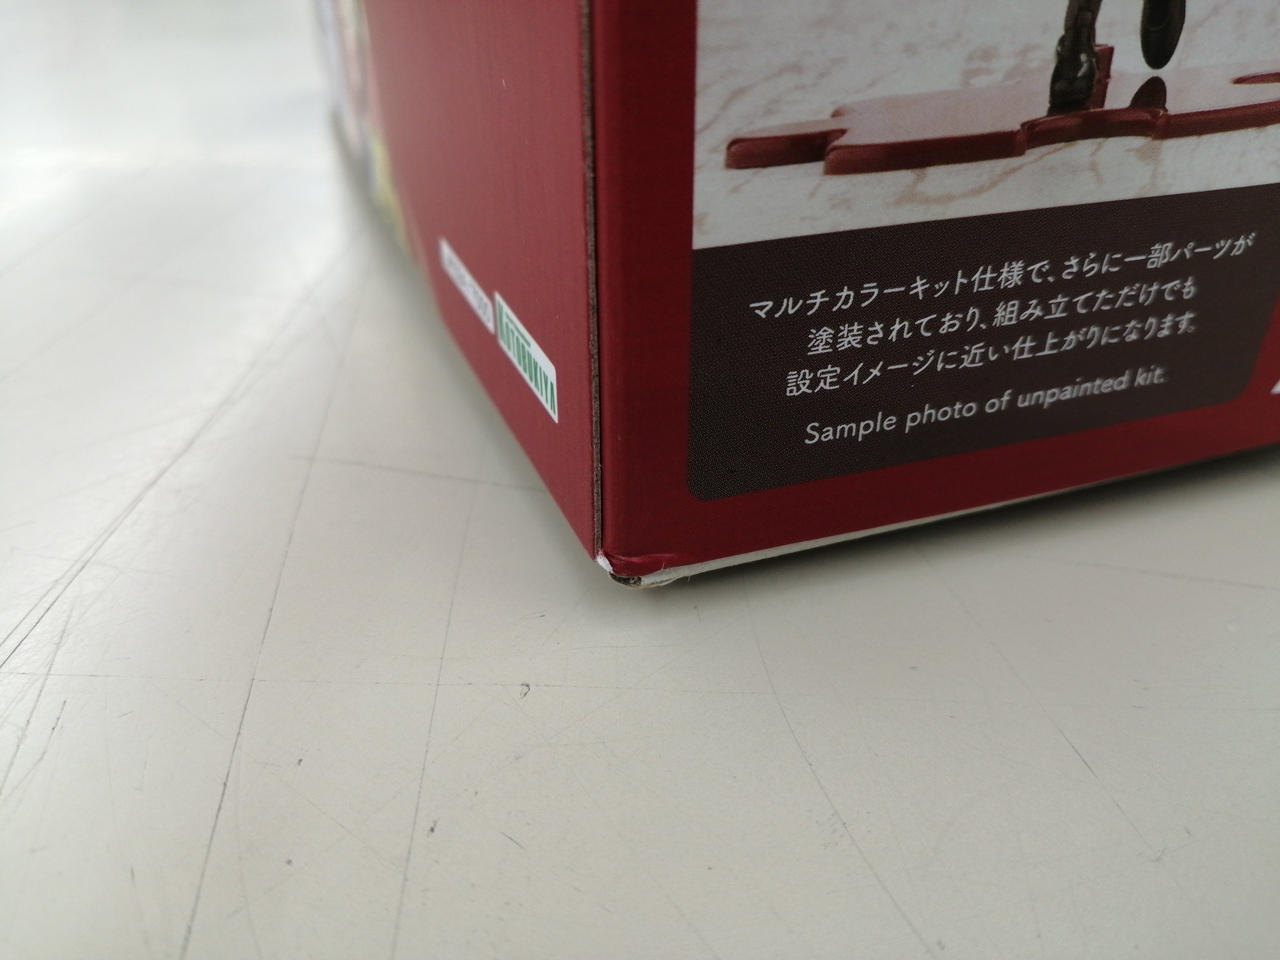 KOTOBUKIYA
マルチカラーキット仕様で、さらに一部パーツが
塗装されており、組み立てただけでも
設定イメージに近い仕上がりになります。
Sample photo of unpainted kit.